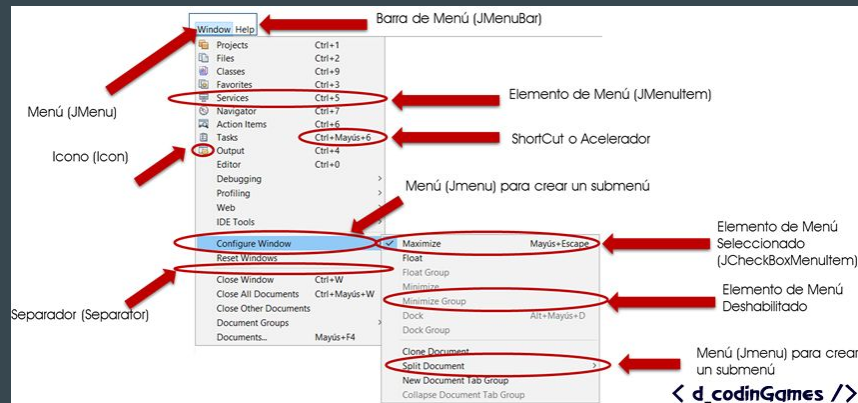 Barra de Menú (JMenuBar)
Window Help
Projects Ctrl+1
Files Ctrl+2
Classes Ctrl+9
Favorites Ctrl+3
Services Ctrl+5
Elemento de Menú (JMenuItem)
Navigator Ctrl+7
Menú (JMenu)
Action Items Ctrl+6
Tasks Ctrl+Mayús+6
ShortCut o Acelerador
Icono (Icon)
Output Ctrl+4
Editor Ctrl+0
Debugging
Menú (Jmenu) para crear un submenú
Profiling
Web
IDE Tools
Configure Window
Reset Windows
Close Window Ctrl+W
Close All Documents Ctrl+Mayús+W
Close Other Documents
Separador (Separator)
Document Groups
Documents... Mayús+F4
Maximize Mayús+Escape
Float
Float Group
Minimize
Minimize Group
Dock Alt+Mayús+D
Dock Group
Clone Document
Split Document
New Document Tab Group
Collapse Document Tab Group
Elemento de Menú
Seleccionado
(JCheckBoxMenuItem)
Elemento de Menú
Deshabilitado
Menú (Jmenu) para crear
un submenú
< d_codinGames />